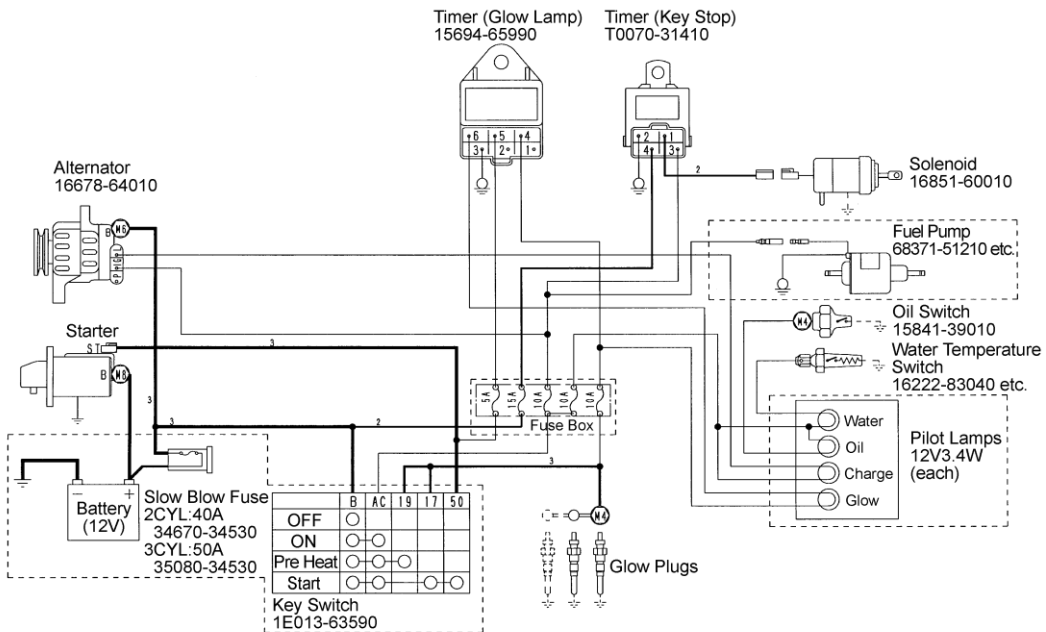 Timer (Glow Lamp)
15694-65990
Timer (Key Stop)
T0070-31410
6 5 4
3 2 1
2 1
4 3
2
Alternator
16678-64010
B
M6
L
IG
P
Solenoid
16851-60010
Fuel Pump
68371-51210 etc.
Starter
S T
B
M8
3
3
3
2
M4
Oil Switch
15841-39010
Water Temperature
Switch
16222-83040 etc.
5A
15A
10A
10A
10A
Fuse Box
Water
Oil
Charge
Glow
Pilot Lamps
12V3.4W
(each)
3
− +
Battery
(12V)
Slow Blow Fuse
2CYL:40A
34670-34530
3CYL:50A
35080-34530
B AC 19 17 50
OFF
ON
Pre Heat
Start
Key Switch
1E013-63590
M4
Glow Plugs